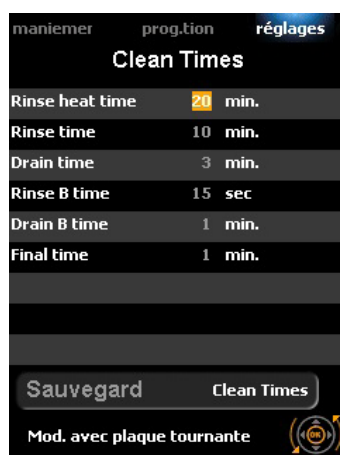 maniemer prog.tion réglages
Clean Times
Rinse heat time 20 min.
Rinse time 10 min.
Drain time 3 min.
Rinse B time 15 sec
Drain B time 1 min.
Final time 1 min.
Sauvegard Clean Times
Mod. avec plaque tournante OK